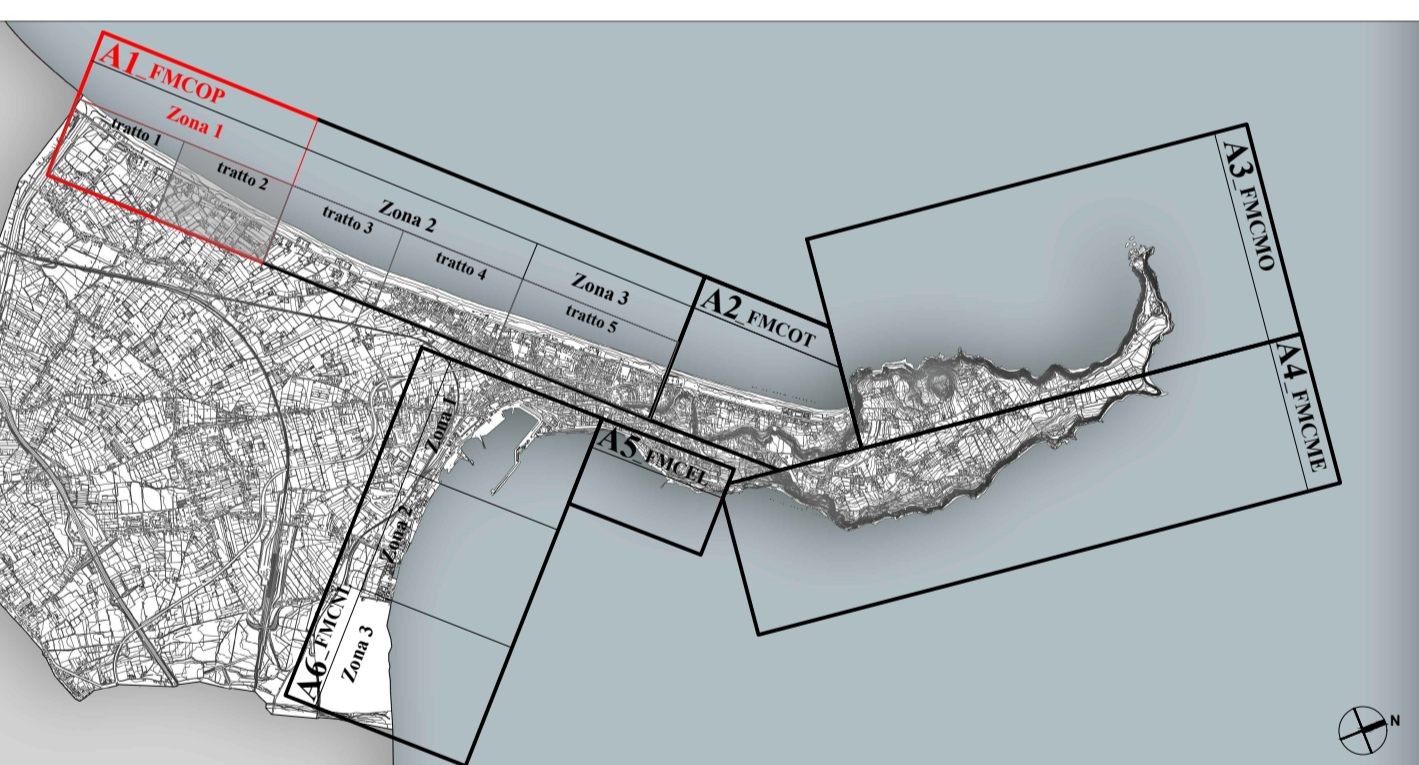 A1_FMCOP
Zona 1
tratto 1
tratto 2
Zona 2
tratto 3
tratto 4
Zona 3
tratto 5
A2_FMCOT
A3_FMCMO
A4_FMCME
A5_FMCEL
Zona 1
Zona 2
A6_FMCNI
Zona 3
N